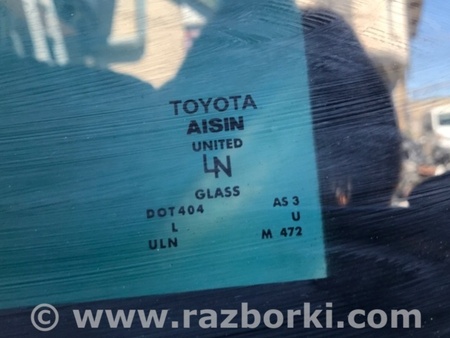 TOYOTA
AISIN
UNITED
LN
GLASS
DOT404 AS 3
L U
ULN M 472
© www.razborki.com